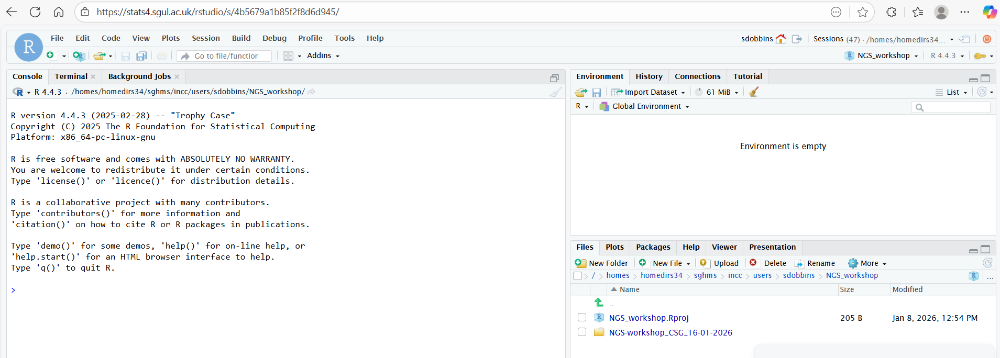 https://stats4.sgul.ac.uk/rstudio/s/4b5679a1b85f2f8d6d945/
R
File Edit Code View Plots Session Build Debug Profile Tools Help
sdobbins
Sessions (47) · /homes/homedirs34...
Go to file/function
Addins
NGS_workshop
R 4.4.3
Console Terminal Background Jobs
R 4.4.3 · /homes/homedirs34/sghms/incc/users/sdobbins/NGS_workshop/
R version 4.4.3 (2025-02-28) -- "Trophy Case"
Copyright (C) 2025 The R Foundation for Statistical Computing
Platform: x86_64-pc-linux-gnu
R is free software and comes with ABSOLUTELY NO WARRANTY.
You are welcome to redistribute it under certain conditions.
Type 'license()' or 'licence()' for distribution details.
R is a collaborative project with many contributors.
Type 'contributors()' for more information and
'citation()' on how to cite R or R packages in publications.
Type 'demo()' for some demos, 'help()' for on-line help, or
'help.start()' for an HTML browser interface to help.
Type 'q()' to quit R.
>
Environment History Connections Tutorial
Import Dataset 61 MiB List
R Global Environment
Environment is empty
Files Plots Packages Help Viewer Presentation
New Folder New File Upload Delete Rename More
/ homes homedirs34 sghms incc users sdobbins NGS_workshop ...
Name Size Modified
..
NGS_workshop.Rproj 205 B Jan 8, 2026, 12:54 PM
NGS-workshop_CSG_16-01-2026